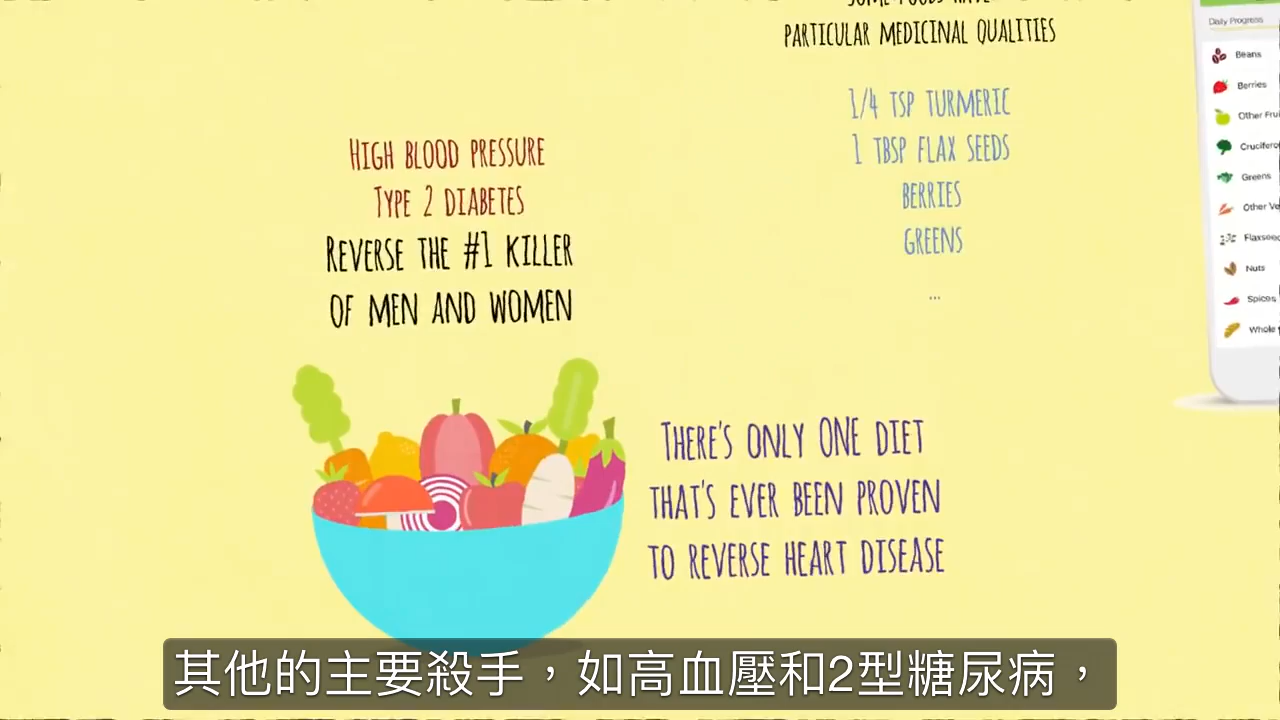 PARTICULAR MEDICINAL QUALITIES
1/4 TSP TURMERIC
1 TBSP FLAX SEEDS
BERRIES
GREENS
...
HIGH BLOOD PRESSURE
TYPE 2 DIABETES
REVERSE THE #1 KILLER
OF MEN AND WOMEN
THERE'S ONLY ONE DIET
THAT'S EVER BEEN PROVEN
TO REVERSE HEART DISEASE
Daily Progress
Beans
Berries
Other
Greens
Other
Nuts
Spices
Whole
其他的主要殺手，如高血壓和2型糖尿病，